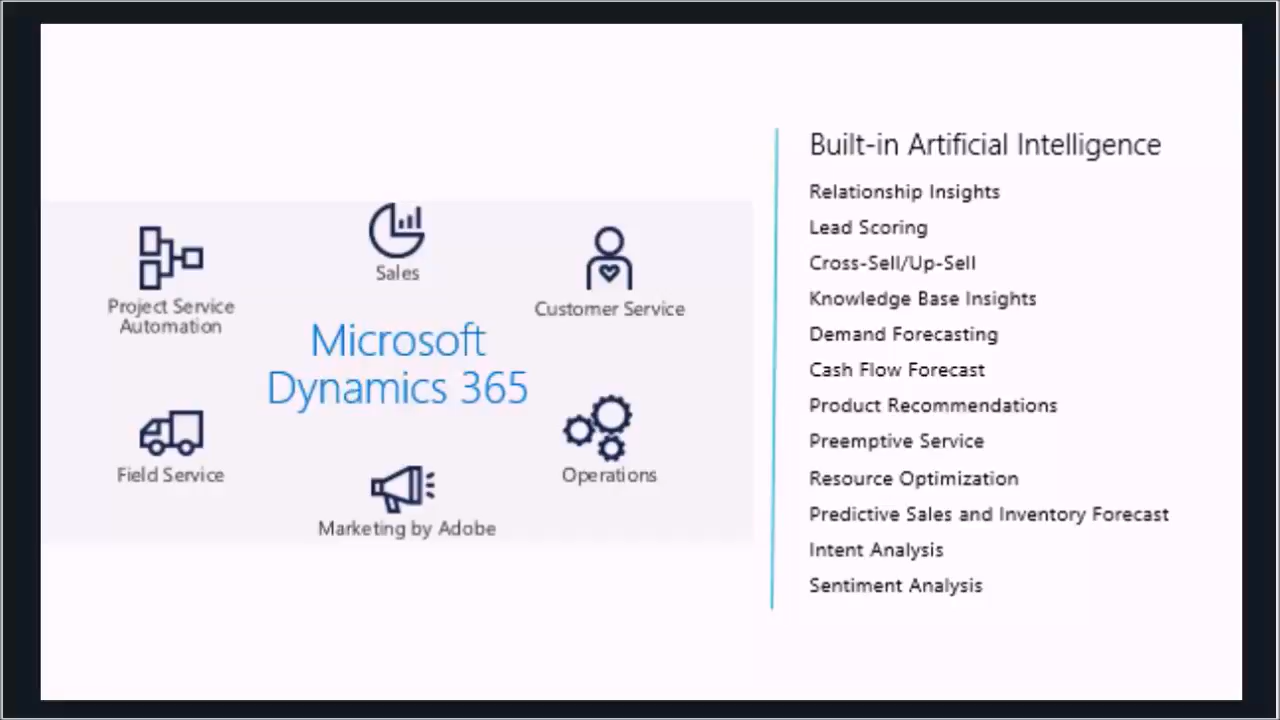 Sales
Project Service
Automation
Customer Service
Microsoft
Dynamics 365
Field Service
Operations
Marketing by Adobe
Built-in Artificial Intelligence
Relationship Insights
Lead Scoring
Cross-Sell/Up-Sell
Knowledge Base Insights
Demand Forecasting
Cash Flow Forecast
Product Recommendations
Preemptive Service
Resource Optimization
Predictive Sales and Inventory Forecast
Intent Analysis
Sentiment Analysis